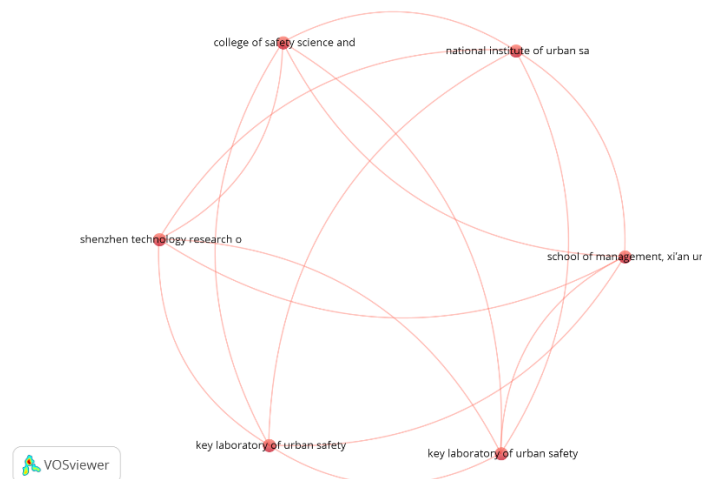 college of safety science and
national institute of urban sa
shenzhen technology research o
school of management, xi'an ur
key laboratory of urban safety
key laboratory of urban safety
VOSviewer